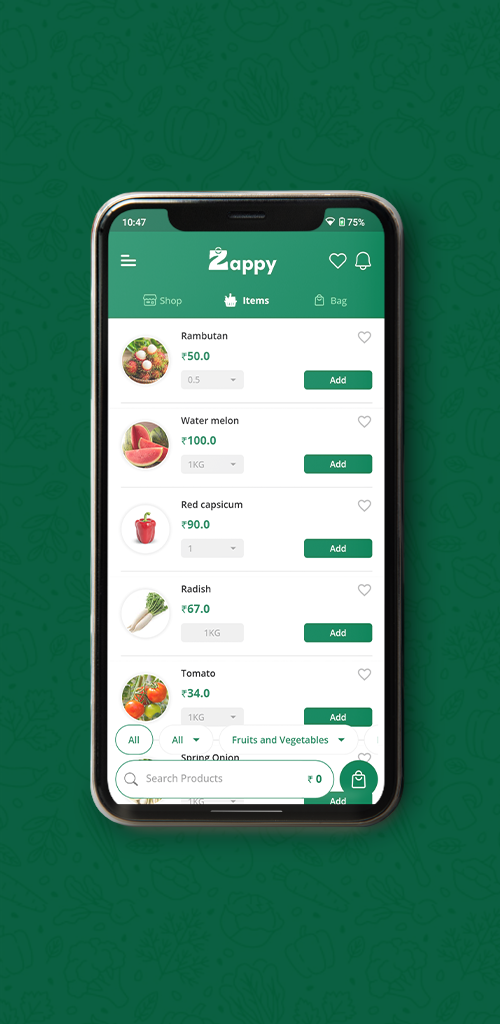 10:47 75%
Zappy
Shop Items Bag
Rambutan
₹50.0
0.5 Add
Water melon
₹100.0
1KG Add
Red capsicum
₹90.0
1 Add
Radish
₹67.0
1KG Add
Tomato
₹34.0
1KG Add
All All Fruits and Vegetables
Spring Onion
Search Products ₹ 0
1KG Add